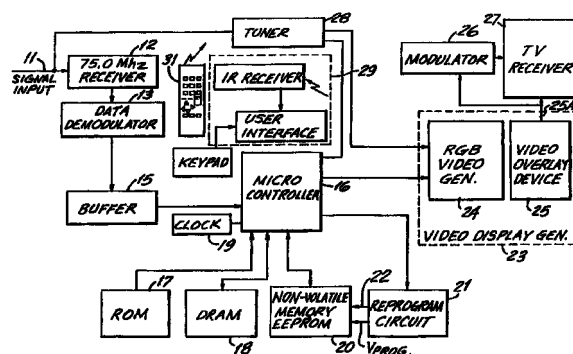 28
TUNER
27
11
12
26
TV RECEIVER
SIGNAL INPUT
75.0 Mhz RECEIVER
31
IR RECEIVER
29
MODULATOR
13
DATA DEMODULATOR
USER INTERFACE
25A
KEYPAD
RGB VIDEO GEN.
VIDEO OVERLAY DEVICE
15
MICRO CONTROLLER
16
BUFFER
24
25
CLOCK
19
VIDEO DISPLAY GEN.
23
17
22
21
ROM
DRAM
NON-VOLATILE MEMORY EEPROM
REPROGRAM CIRCUIT
18
20
VPROG.